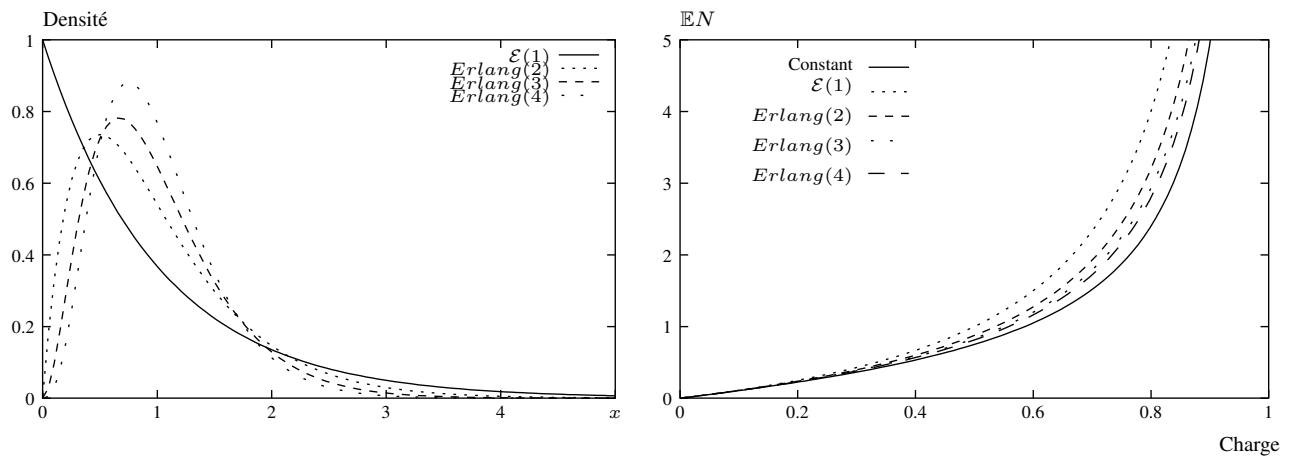 Densité
1
0.8
0.6
0.4
0.2
0
0 1 2 3 4 x
ℰ(1)
Erlang(2)
Erlang(3)
Erlang(4)
𝔼N
5
4
3
2
1
0
0 0.2 0.4 0.6 0.8 1
Constant
ℰ(1)
Erlang(2)
Erlang(3)
Erlang(4)
Charge